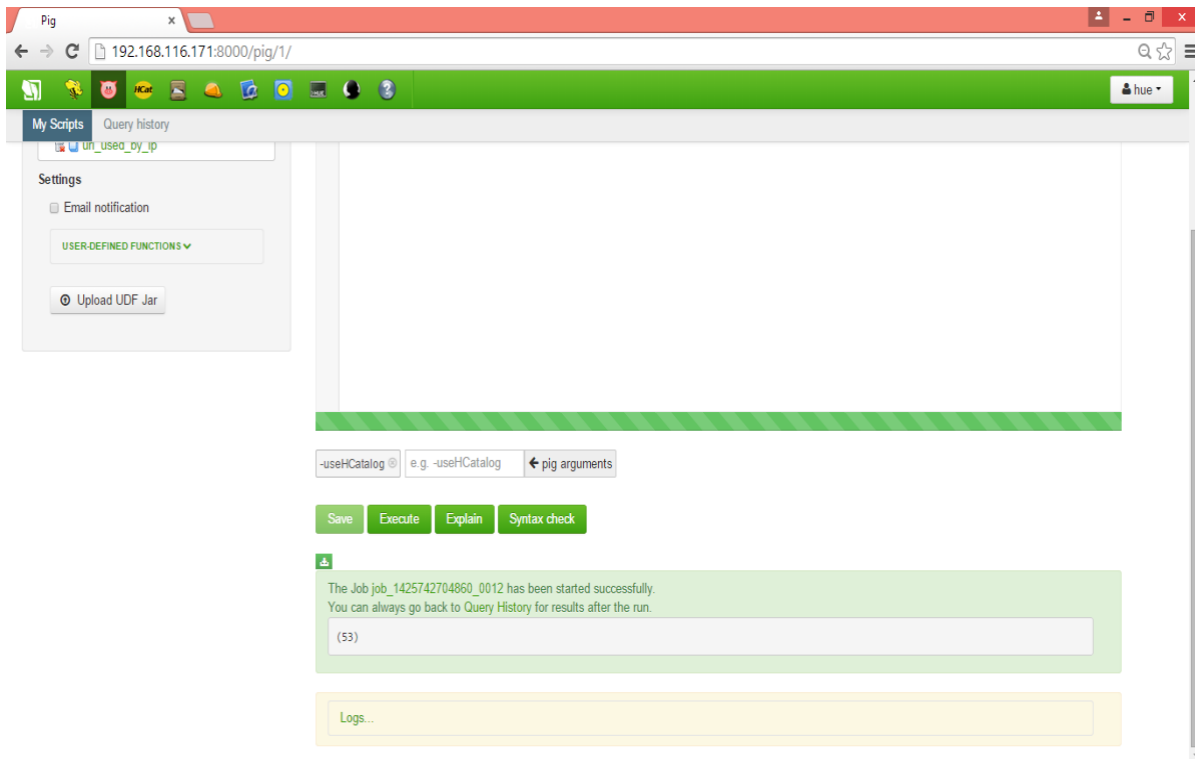 Pig
192.168.116.171:8000/pig/1/
HCat
hue
My Scripts Query history
uri_used_by_ip
Settings
Email notification
USER-DEFINED FUNCTIONS
Upload UDF Jar
-useHCatalog e.g. -useHCatalog pig arguments
Save Execute Explain Syntax check
The Job job_1425742704860_0012 has been started successfully.
You can always go back to Query History for results after the run.
(53)
Logs...